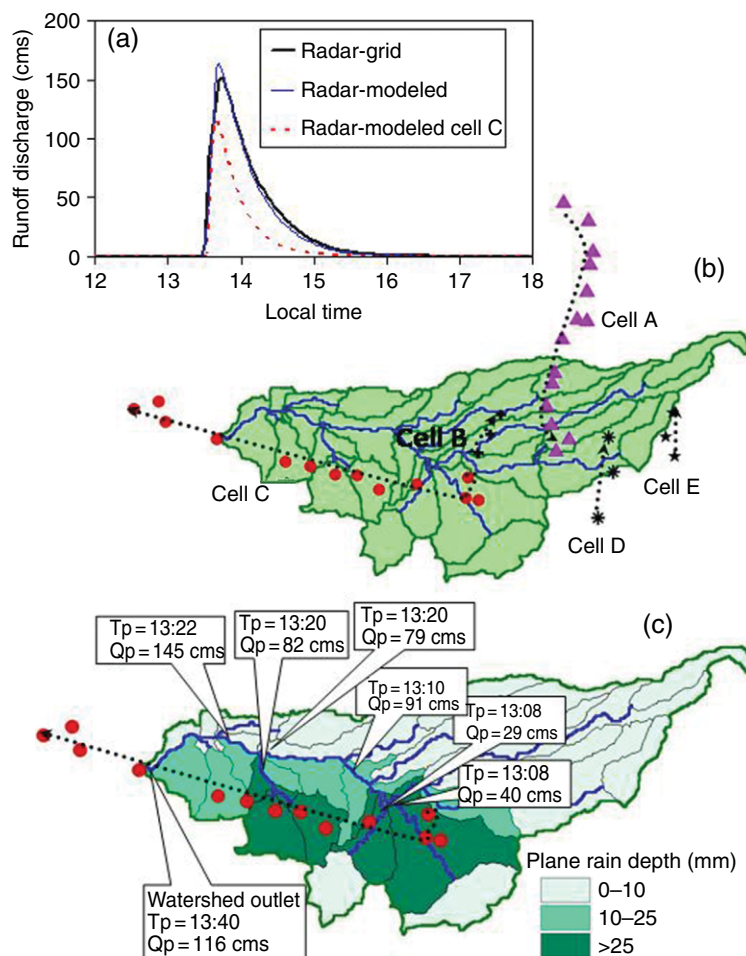 200
(a)
150
100
50
0
Runoff discharge (cms)
Radar-grid
Radar-modeled
Radar-modeled cell C
12 13 14 15 16 17 18
Local time
(b)
Cell A
Cell B
Cell C
Cell E
Cell D
(c)
Tp = 13:22
Qp = 145 cms
Tp = 13:20
Qp = 82 cms
Tp = 13:20
Qp = 79 cms
Tp = 13:10
Qp = 91 cms
Tp = 13:08
Qp = 29 cms
Tp = 13:08
Qp = 40 cms
Watershed outlet
Tp = 13:40
Qp = 116 cms
Plane rain depth (mm)
0–10
10–25
>25